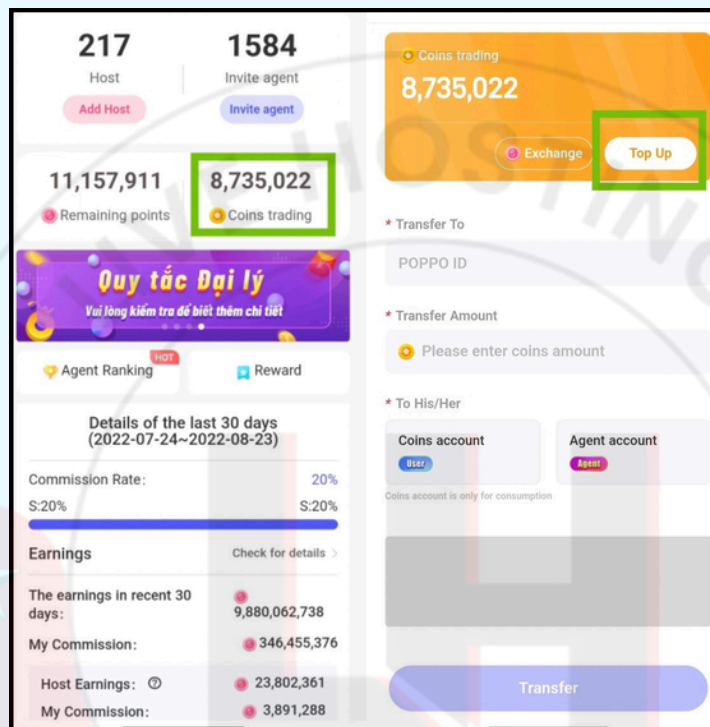 217
Host
Add Host
1584
Invite agent
Invite agent
11,157,911
Remaining points
8,735,022
Coins trading
Quy tắc Đại lý
Vui lòng kiểm tra để biết thêm chi tiết
Agent Ranking
HOT
Reward
Details of the last 30 days
(2022-07-24~2022-08-23)
Commission Rate: 20%
S:20% S:20%
Earnings Check for details >
The earnings in recent 30
days: 9,880,062,738
My Commission: 346,455,376
Host Earnings: 23,802,361
My Commission: 3,891,288
Coins trading
8,735,022
Exchange
Top Up
* Transfer To
POPPO ID
* Transfer Amount
Please enter coins amount
* To His/Her
Coins account
User
Agent account
Agent
Coins account is only for consumption
Transfer
LIVE HOSTING